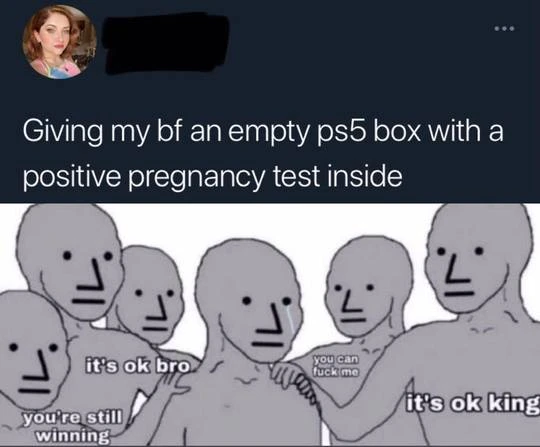 Giving my bf an empty ps5 box with a
positive pregnancy test inside
it's ok bro
you can
fuck me
it's ok king
you're still
winning